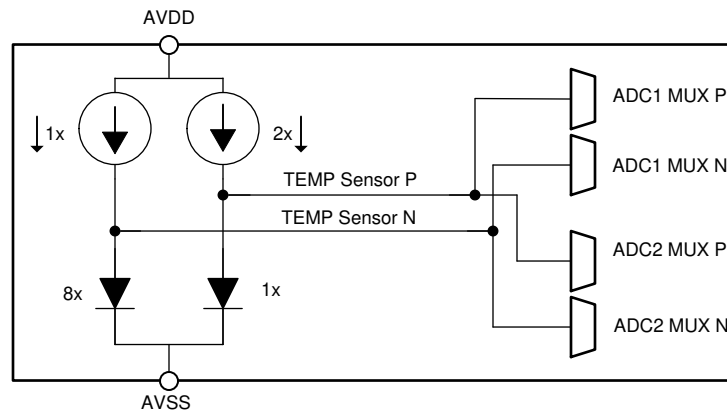 AVDD
1x
2x
ADC1 MUX P
ADC1 MUX N
TEMP Sensor P
TEMP Sensor N
ADC2 MUX P
8x
1x
ADC2 MUX N
AVSS